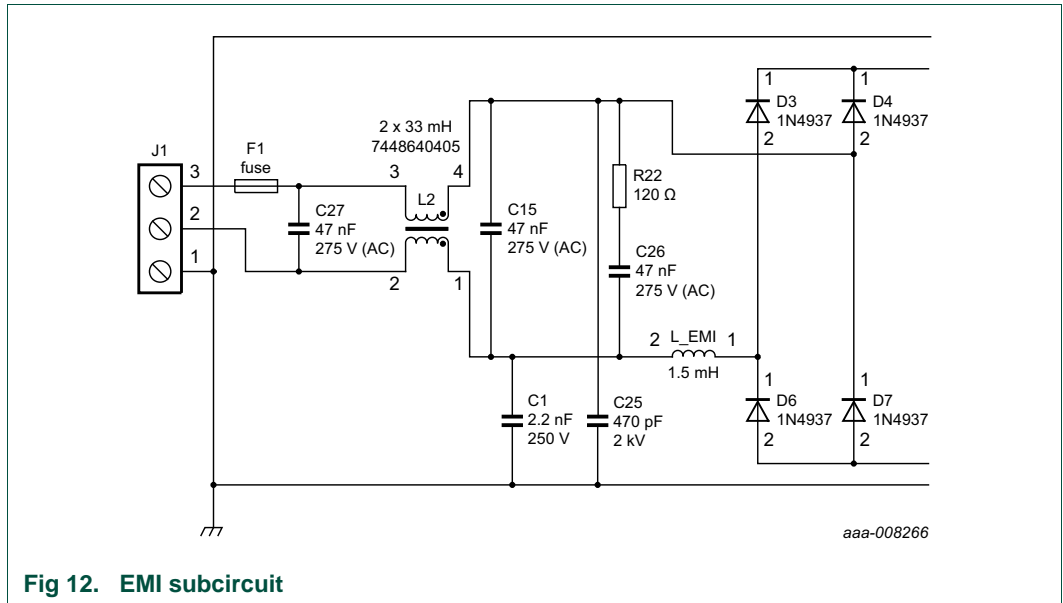 J1
3
2
1
F1
fuse
C27
47 nF
275 V (AC)
2 x 33 mH
7448640405
3
4
L2
2
1
C15
47 nF
275 V (AC)
R22
120 Ω
C26
47 nF
275 V (AC)
2
L_EMI
1
1.5 mH
C1
2.2 nF
250 V
C25
470 pF
2 kV
1
D3
1N4937
2
1
D4
1N4937
2
1
D6
1N4937
2
1
D7
1N4937
2
aaa-008266
Fig 12. EMI subcircuit